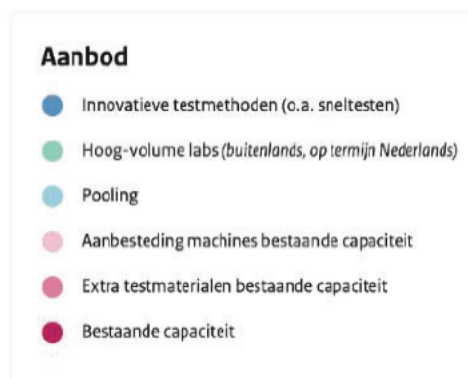 Aanbod
Innovatieve testmethoden (o.a. sneltesten)
Hoog-volume labs (buitenlands, op termijn Nederlands)
Pooling
Aanbesteding machines bestaande capaciteit
Extra testmaterialen bestaande capaciteit
Bestaande capaciteit